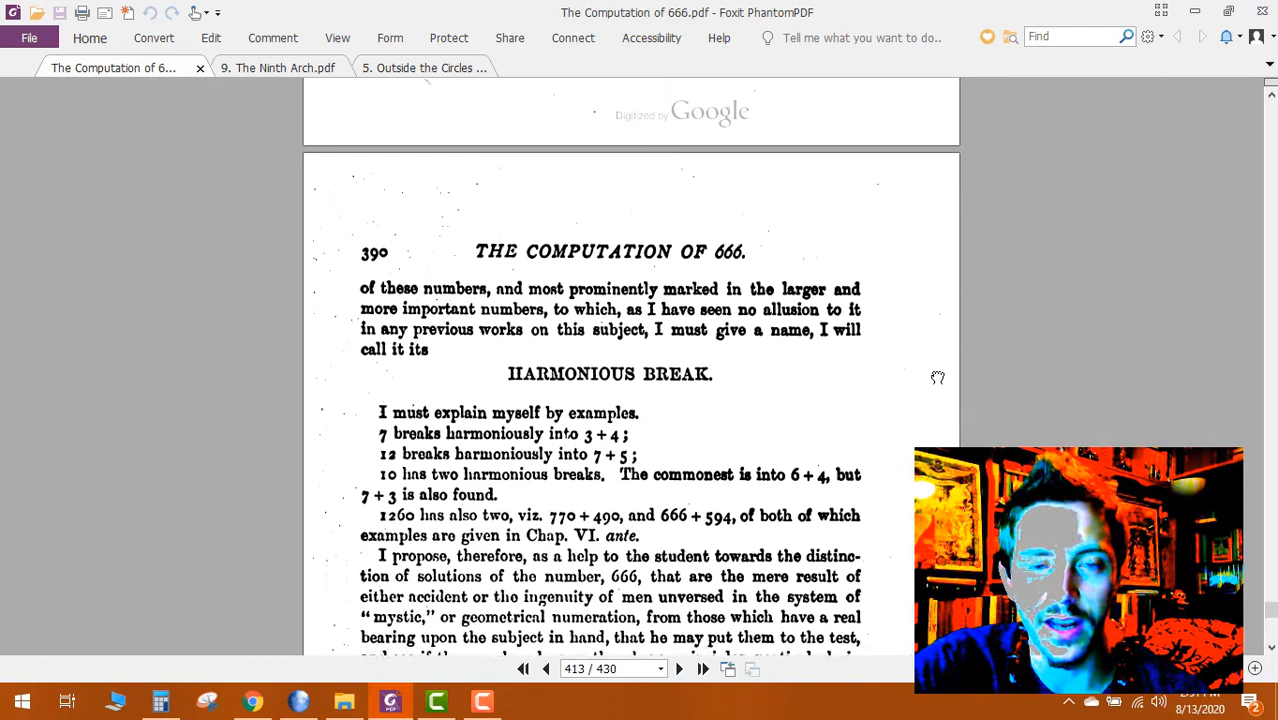 The Computation of 666.pdf - Foxit PhantomPDF
File Home Convert Edit Comment View Form Protect Share Connect Accessibility Help Tell me what you want to do.. Find
The Computation of 6... 9. The Ninth Arch.pdf 5. Outside the Circles ...
Digitized by Google
390 THE COMPUTATION OF 666.
of these numbers, and most prominently marked in the larger and
more important numbers, to which, as I have seen no allusion to it
in any previous works on this subject, I must give a name, I will
call it its
HARMONIOUS BREAK.
I must explain myself by examples.
7 breaks harmoniously into 3 + 4 ;
12 breaks harmoniously into 7 + 5 ;
10 has two harmonious breaks. The commonest is into 6 + 4, but
7 + 3 is also found.
1260 has also two, viz. 770 + 490, and 666 + 594, of both of which
examples are given in Chap. VI. ante.
I propose, therefore, as a help to the student towards the distinc-
tion of solutions of the number, 666, that are the mere result of
either accident or the ingenuity of men unversed in the system of
"mystic," or geometrical numeration, from those which have a real
bearing upon the subject in hand, that he may put them to the test,
413 / 430
8/13/2020
2